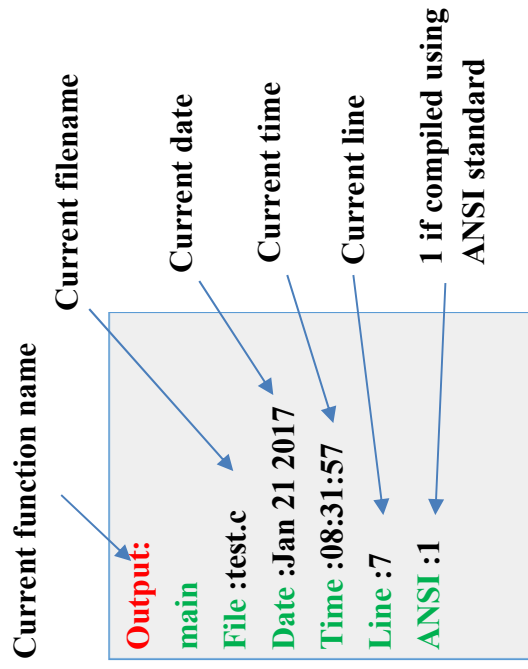 Current function name
Output:
main
File :test.c
Date :Jan 21 2017
Time :08:31:57
Line :7
ANSI :1
Current filename
Current date
Current time
Current line
1 if compiled using
ANSI standard